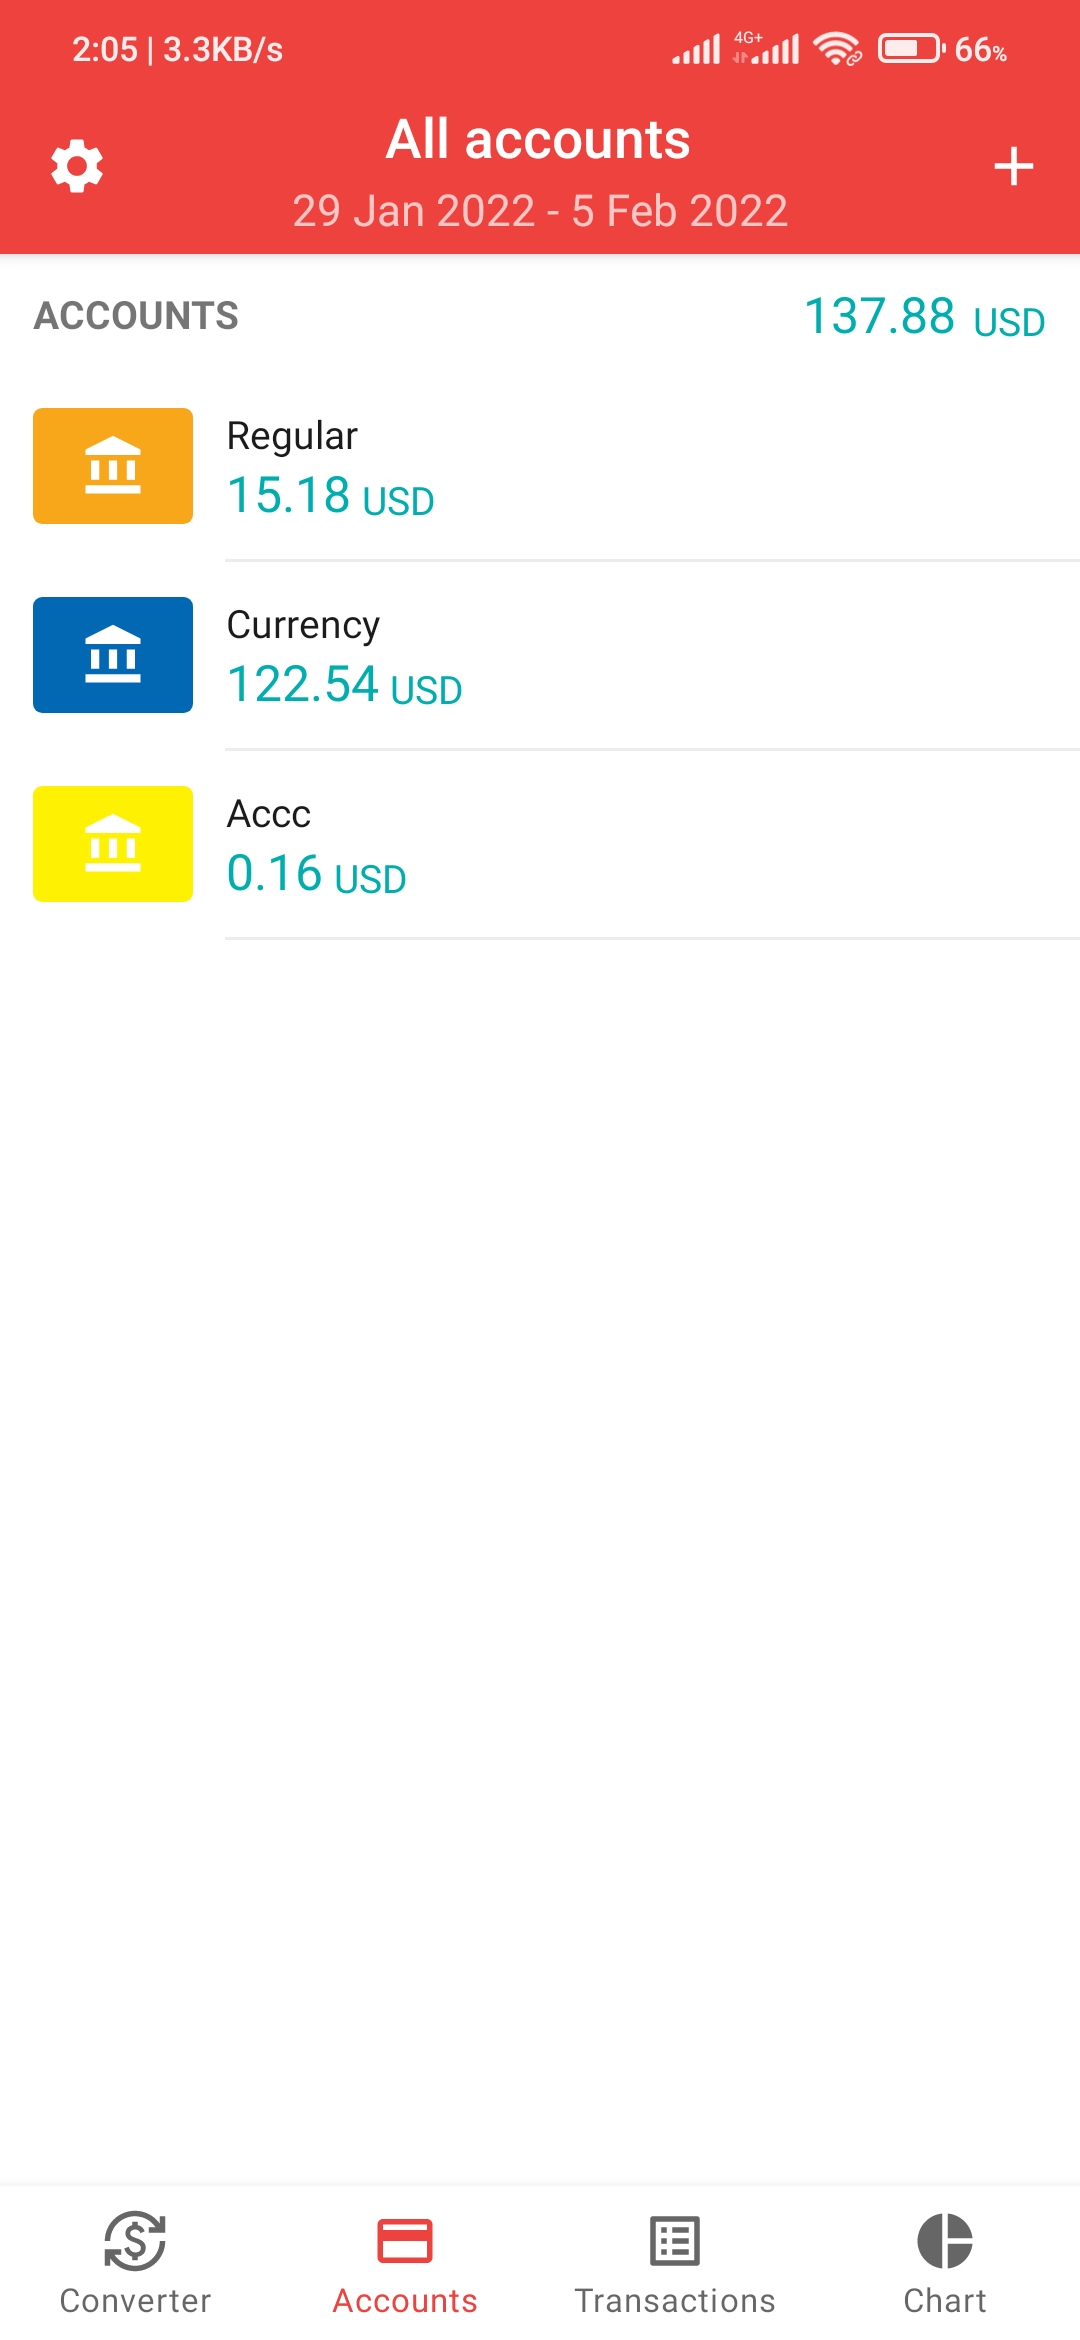 2:05 | 3.3KB/s 4G+ 66%
All accounts
29 Jan 2022 - 5 Feb 2022
ACCOUNTS 137.88 USD
Regular
15.18 USD
Currency
122.54 USD
Accc
0.16 USD
Converter Accounts Transactions Chart